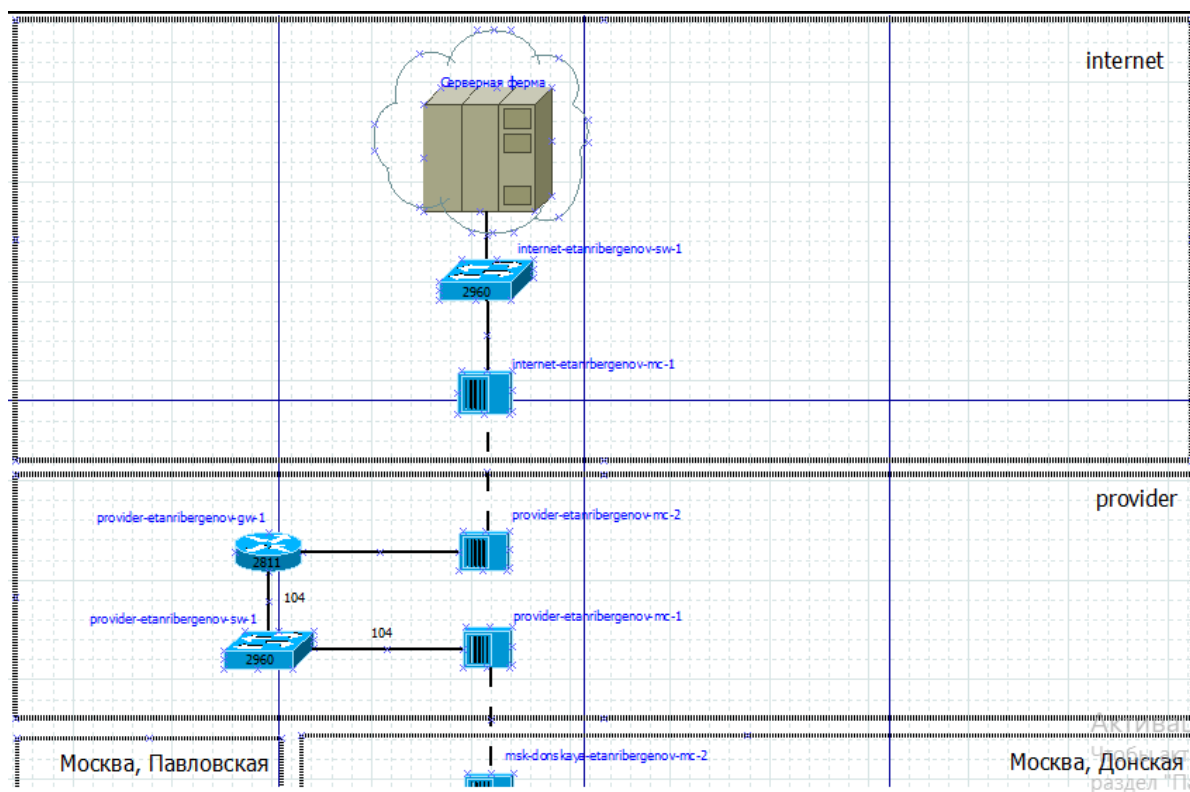 internet
Серверная ферма
internet-etanribergenov-sw-1
2960
internet-etanrbergenov-mc-1
provider
provider-etanribergenov-gw-1
provider-etanribergenov-mc-2
2811
104
provider-etanribergenov-sw-1
provider-etanribergenov-mc-1
104
2960
Москва, Павловская
msk-donskaye-etanribergenov-mc-2
Москва, Донская